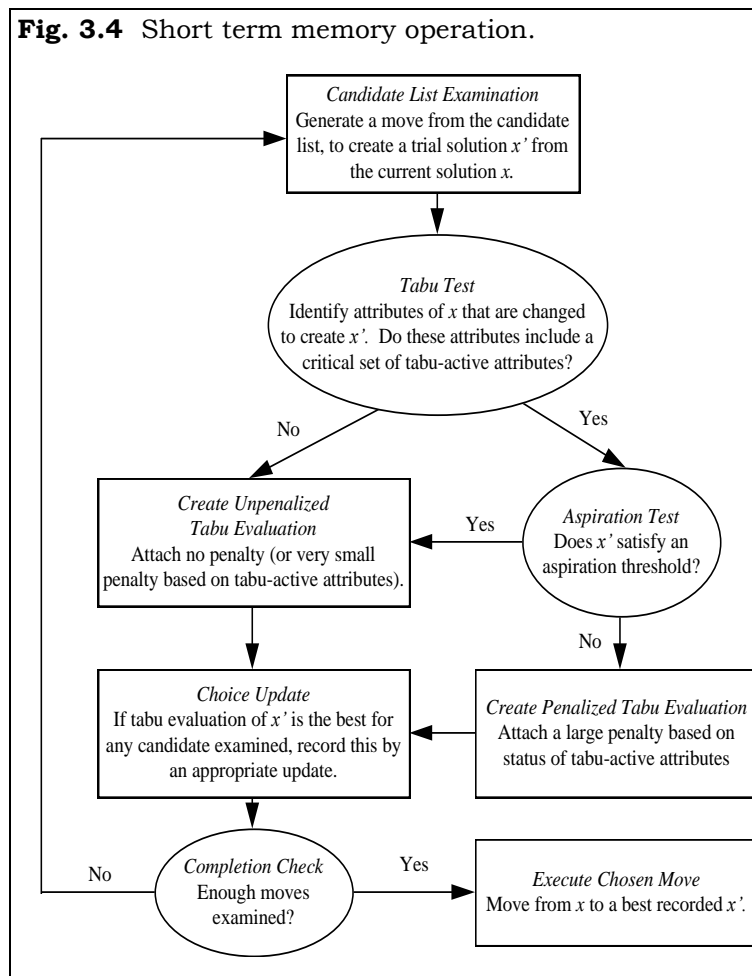 Fig. 3.4 Short term memory operation.
Candidate List Examination
Generate a move from the candidate
list, to create a trial solution x’ from
the current solution x.
Tabu Test
Identify attributes of x that are changed
to create x’. Do these attributes include a
critical set of tabu-active attributes?
No
Yes
Create Unpenalized
Tabu Evaluation
Attach no penalty (or very small
penalty based on tabu-active attributes).
Yes
Aspiration Test
Does x’ satisfy an
aspiration threshold?
No
Choice Update
If tabu evaluation of x’ is the best for
any candidate examined, record this by
an appropriate update.
Create Penalized Tabu Evaluation
Attach a large penalty based on
status of tabu-active attributes
No
Completion Check
Enough moves
examined?
Yes
Execute Chosen Move
Move from x to a best recorded x’.